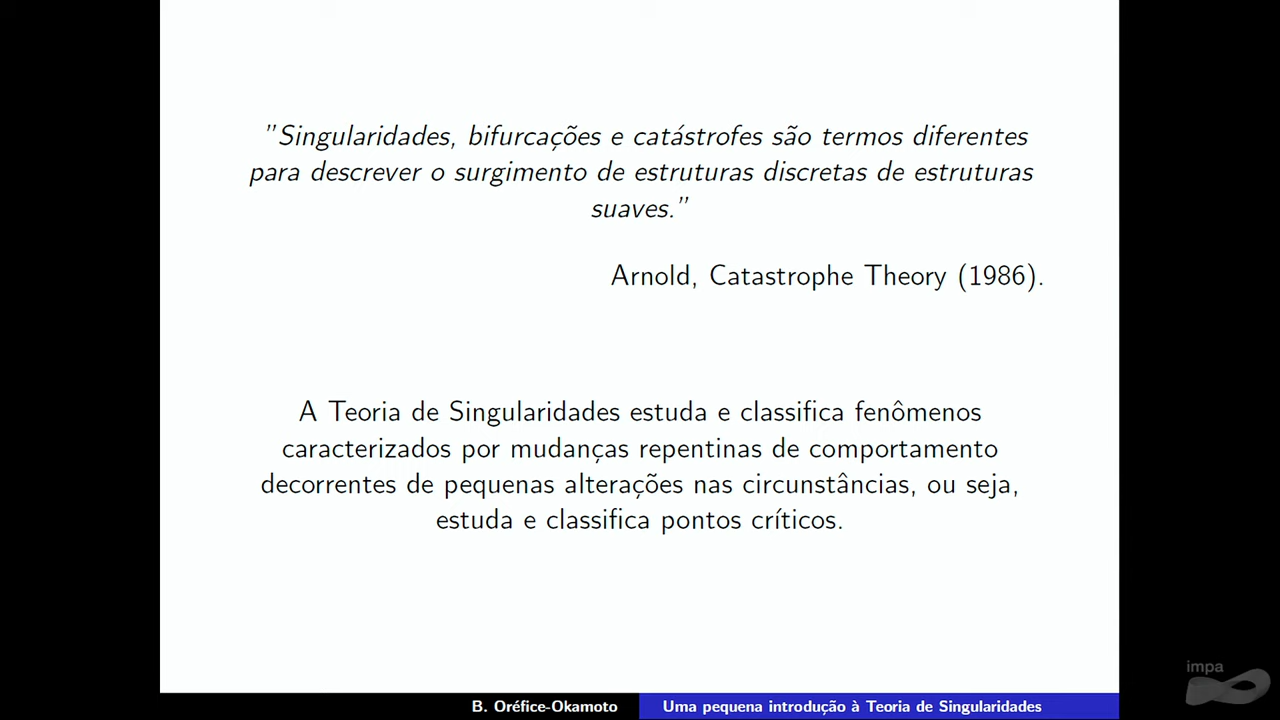 ”Singularidades, bifurcações e catástrofes são termos diferentes
para descrever o surgimento de estruturas discretas de estruturas
suaves.”
Arnold, Catastrophe Theory (1986).
A Teoria de Singularidades estuda e classifica fenômenos
caracterizados por mudanças repentinas de comportamento
decorrentes de pequenas alterações nas circunstâncias, ou seja,
estuda e classifica pontos críticos.
impa
B. Oréfice-Okamoto
Uma pequena introdução à Teoria de Singularidades